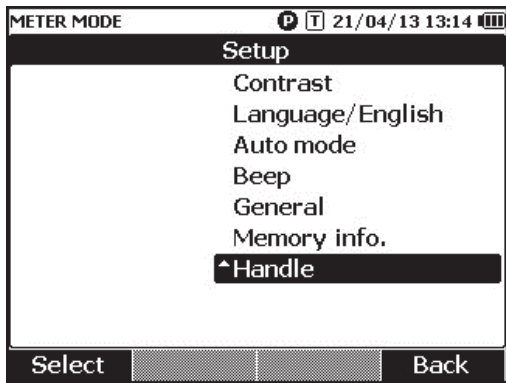 METER MODE P T 21/04/13 13:14
Setup
Contrast
Language/English
Auto mode
Beep
General
Memory info.
Handle
Select Back